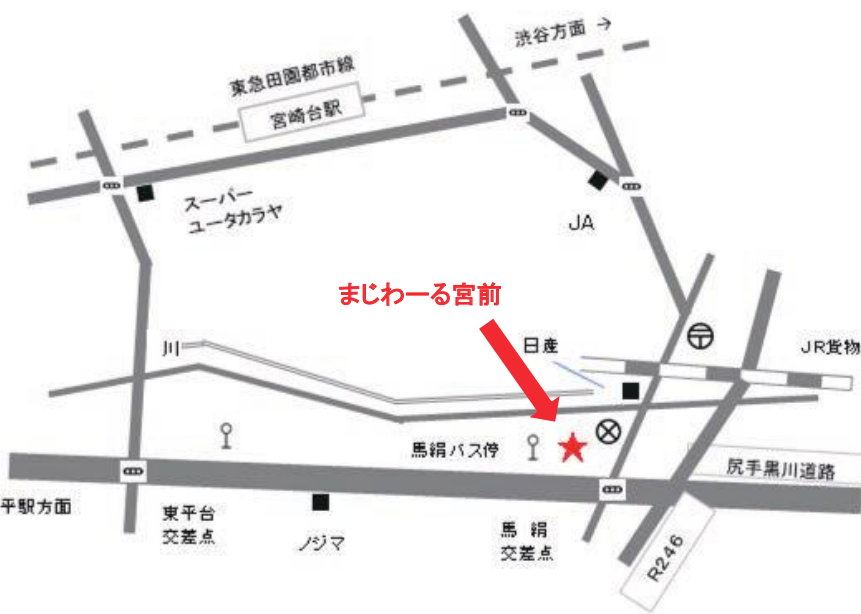 渋谷方面 →
東急田園都市線
宮崎台駅
スーパー
ユータカラヤ
JA
まじわーる宮前
川
日産
JR貨物
馬絹バス停
尻手黒川道路
平駅方面
東平台
交差点
ノジマ
馬 絹
交差点
R246